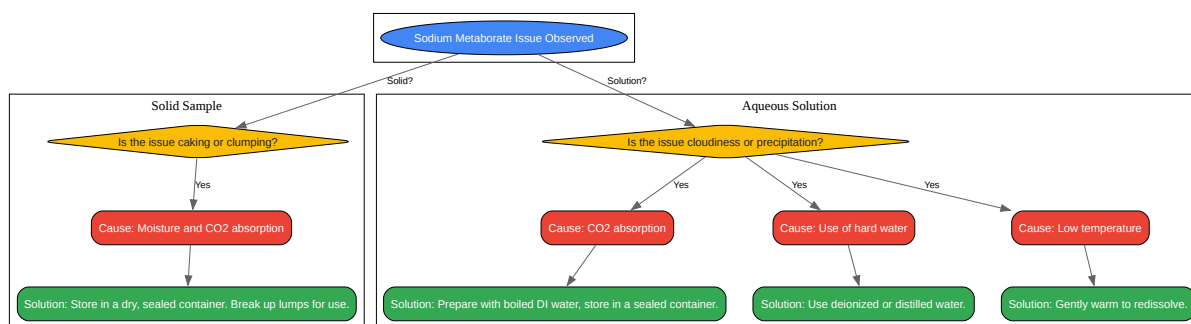 Sodium Metaborate Issue Observed
Solid?
Solution?
Solid Sample
Aqueous Solution
Is the issue caking or clumping?
Is the issue cloudiness or precipitation?
Yes
Yes
Yes
Yes
Cause: Moisture and CO2 absorption
Cause: CO2 absorption
Cause: Use of hard water
Cause: Low temperature
Solution: Store in a dry, sealed container. Break up lumps for use.
Solution: Prepare with boiled DI water, store in a sealed container.
Solution: Use deionized or distilled water.
Solution: Gently warm to redissolve.